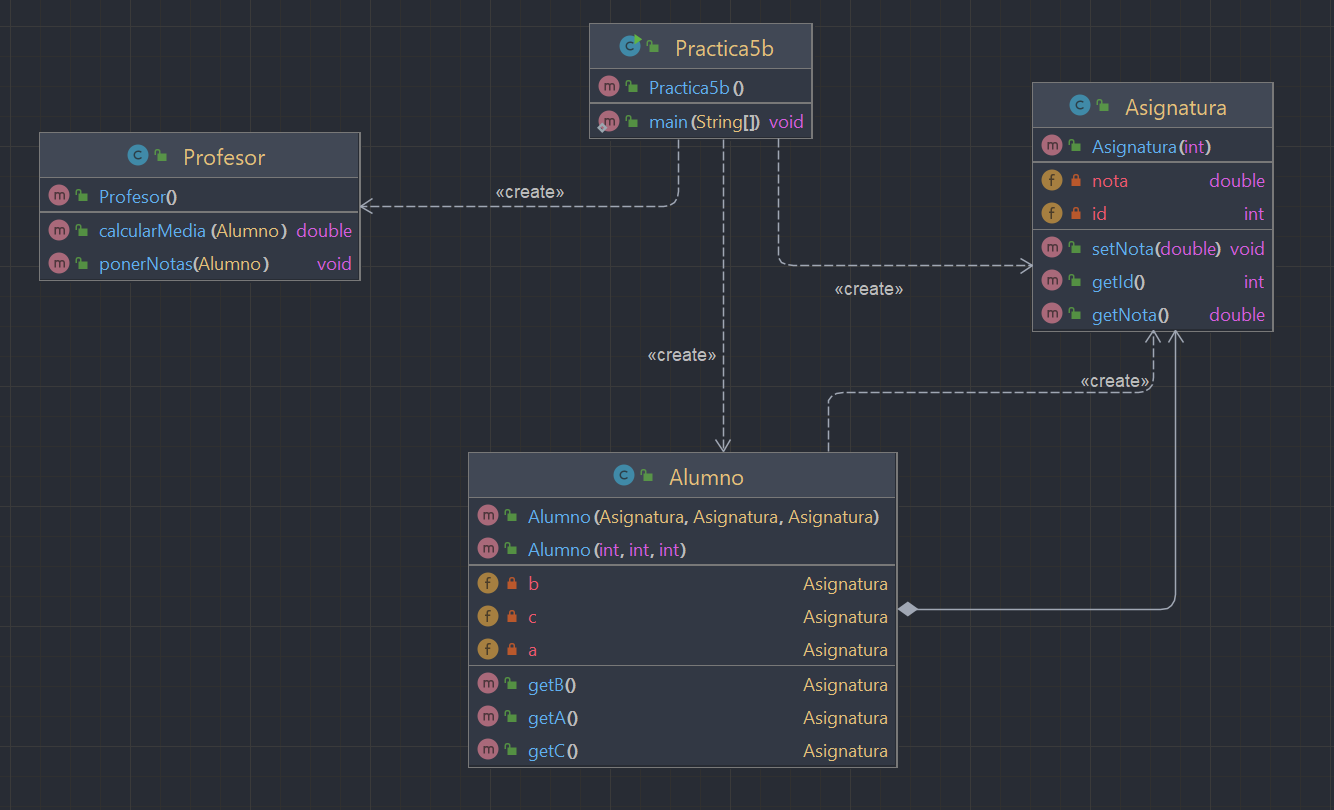 Practica5b
Practica5b()
main(String[]) void
Profesor
Profesor()
calcularMedia(Alumno) double
ponerNotas(Alumno) void
Asignatura
Asignatura(int)
nota double
id int
setNota(double) void
getId() int
getNota() double
«create»
«create»
«create»
«create»
Alumno
Alumno(Asignatura, Asignatura, Asignatura)
Alumno(int, int, int)
b Asignatura
c Asignatura
a Asignatura
getB() Asignatura
getA() Asignatura
getC() Asignatura